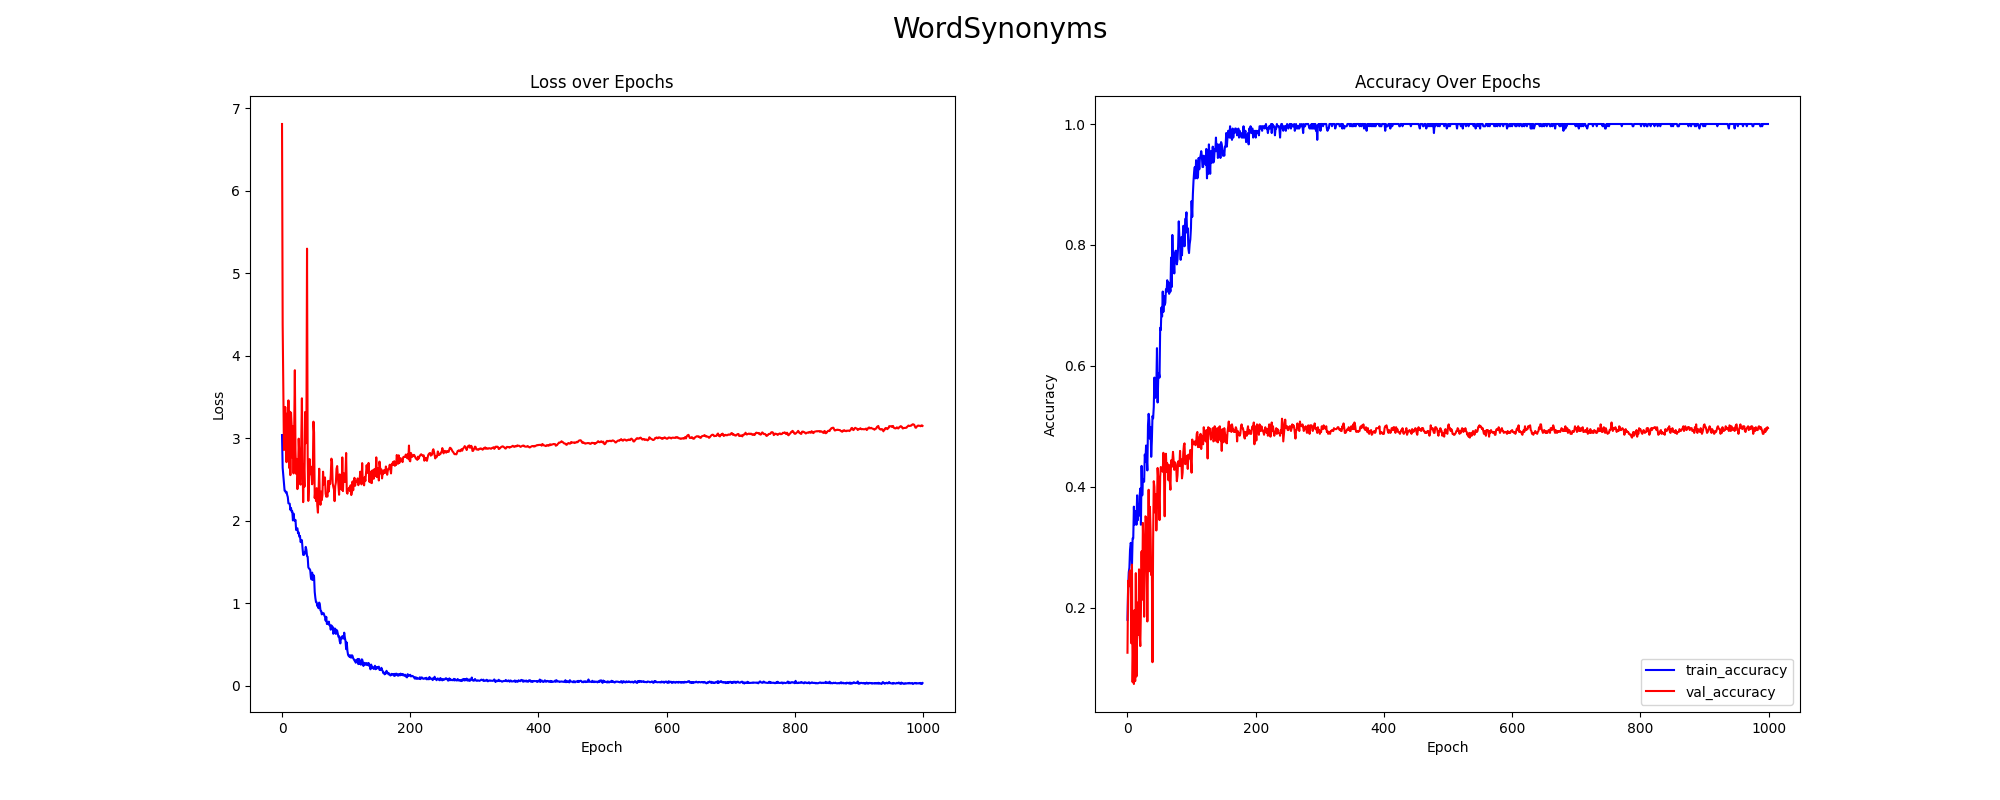 WordSynonyms
Loss over Epochs
7
6
5
4
3
2
1
0
Loss
0 200 400 600 800 1000
Epoch
Accuracy Over Epochs
1.0
0.8
0.6
0.4
0.2
Accuracy
train_accuracy
val_accuracy
0 200 400 600 800 1000
Epoch